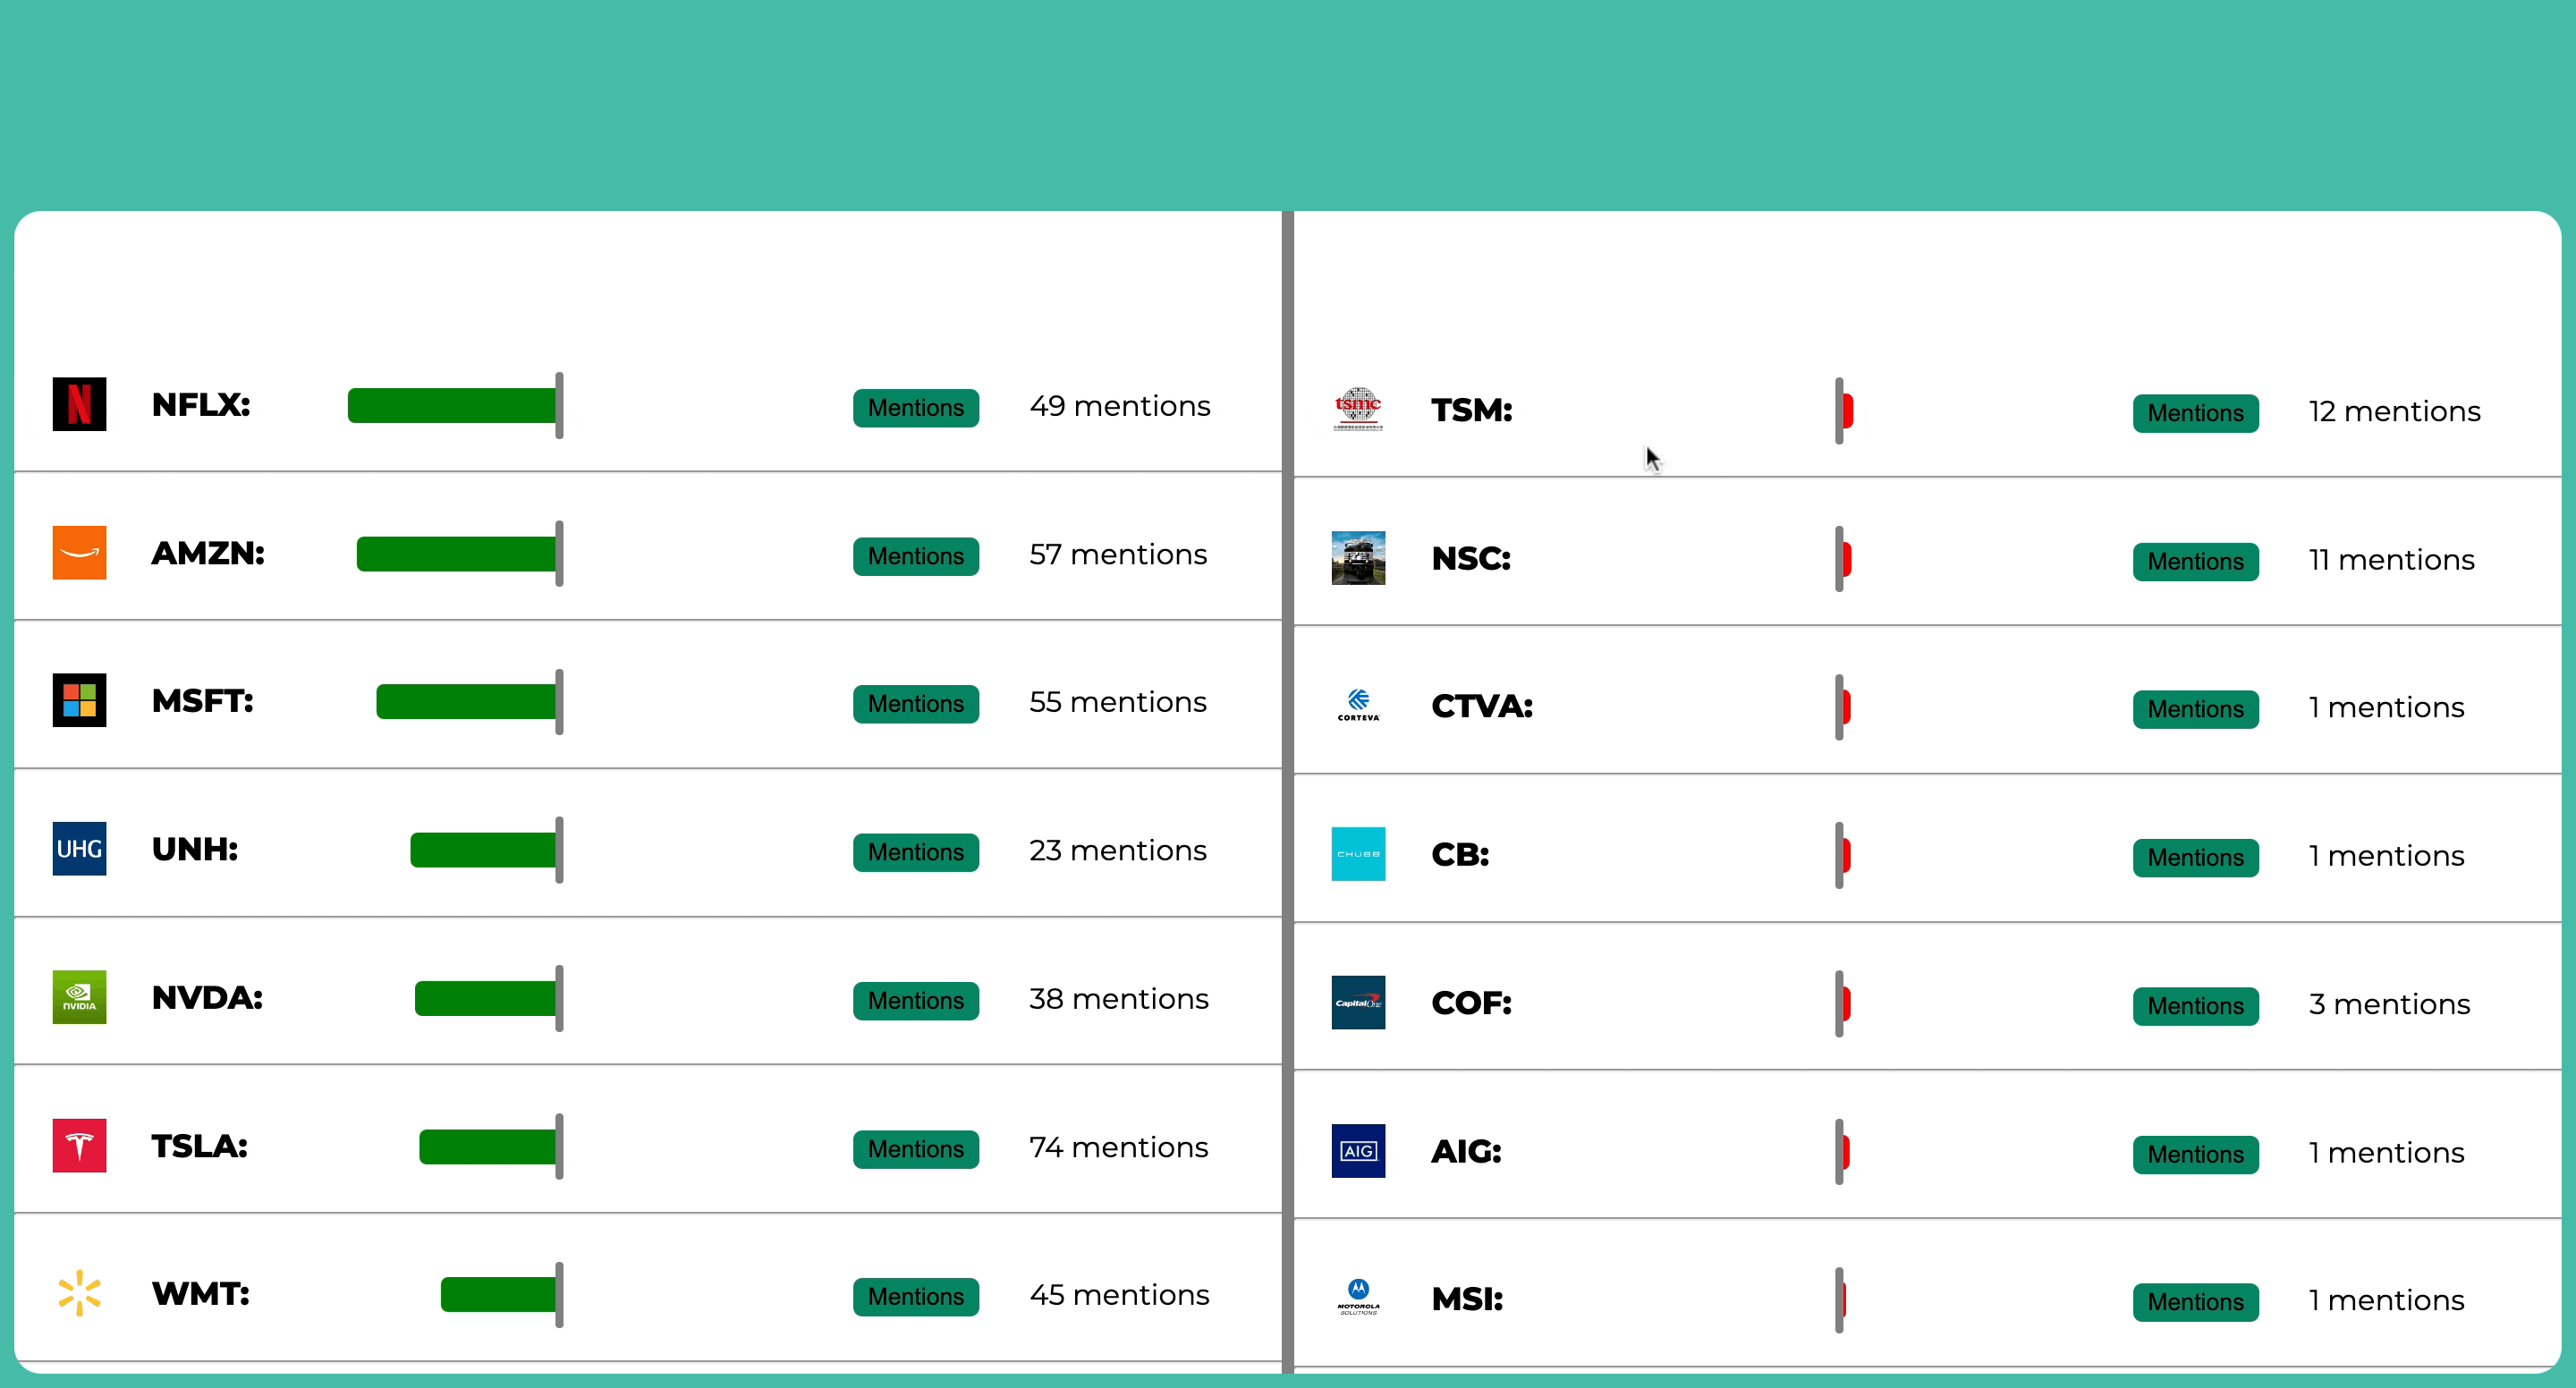 NFLX: Mentions 49 mentions
AMZN: Mentions 57 mentions
MSFT: Mentions 55 mentions
UHG UNH: Mentions 23 mentions
NVIDIA NVDA: Mentions 38 mentions
TSLA: Mentions 74 mentions
WMT: Mentions 45 mentions
tsmc TSM: Mentions 12 mentions
NSC: Mentions 11 mentions
CORTEVA CTVA: Mentions 1 mentions
CHUBB CB: Mentions 1 mentions
Capital One COF: Mentions 3 mentions
AIG AIG: Mentions 1 mentions
MOTOROLA SOLUTIONS MSI: Mentions 1 mentions